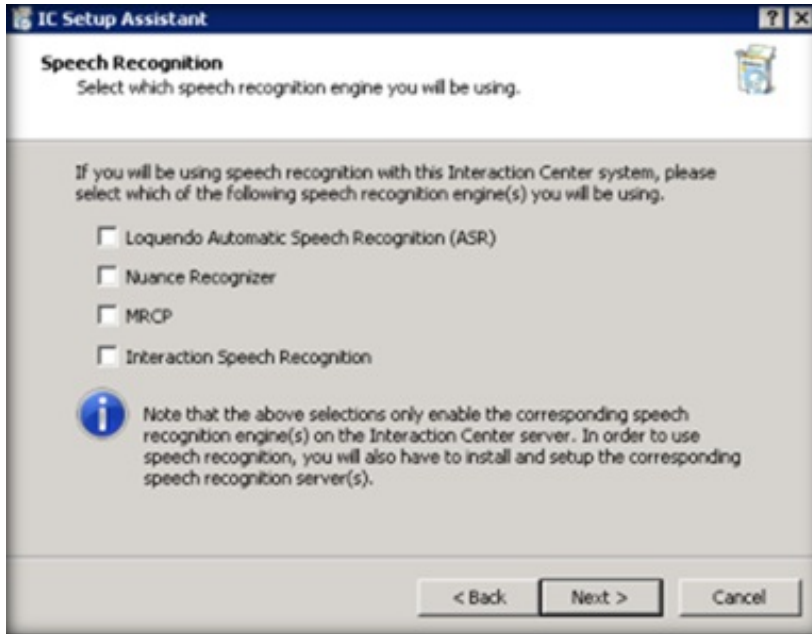 IC Setup Assistant
Speech Recognition
Select which speech recognition engine you will be using.
If you will be using speech recognition with this Interaction Center system, please
select which of the following speech recognition engine(s) you will be using.
Loquendo Automatic Speech Recognition (ASR)
Nuance Recognizer
MRCP
Interaction Speech Recognition
Note that the above selections only enable the corresponding speech
recognition engine(s) on the Interaction Center server. In order to use
speech recognition, you will also have to install and setup the corresponding
speech recognition server(s).
< Back Next > Cancel